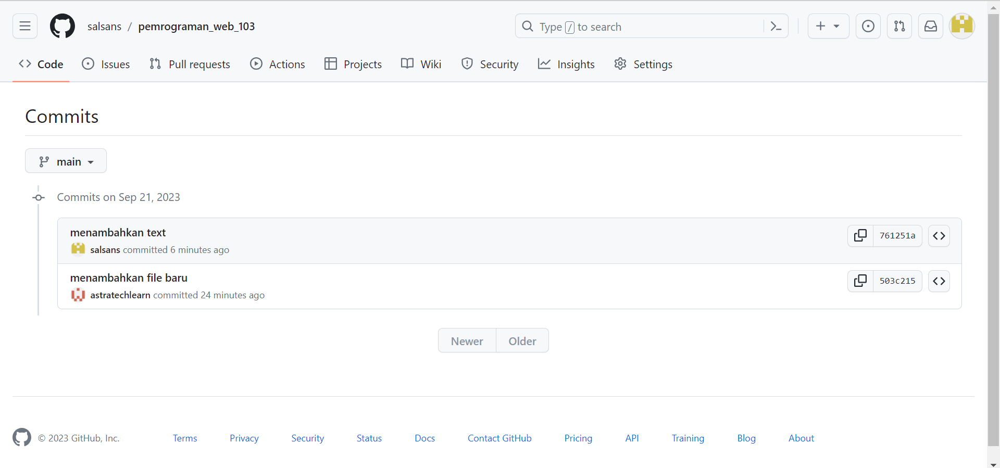 salsans / pemrograman_web_103
Type / to search
Code Issues Pull requests Actions Projects Wiki Security Insights Settings
Commits
main
Commits on Sep 21, 2023
menambahkan text
761251a
salsans committed 6 minutes ago
menambahkan file baru
503c215
astratechlearn committed 24 minutes ago
Newer Older
© 2023 GitHub, Inc. Terms Privacy Security Status Docs Contact GitHub Pricing API Training Blog About